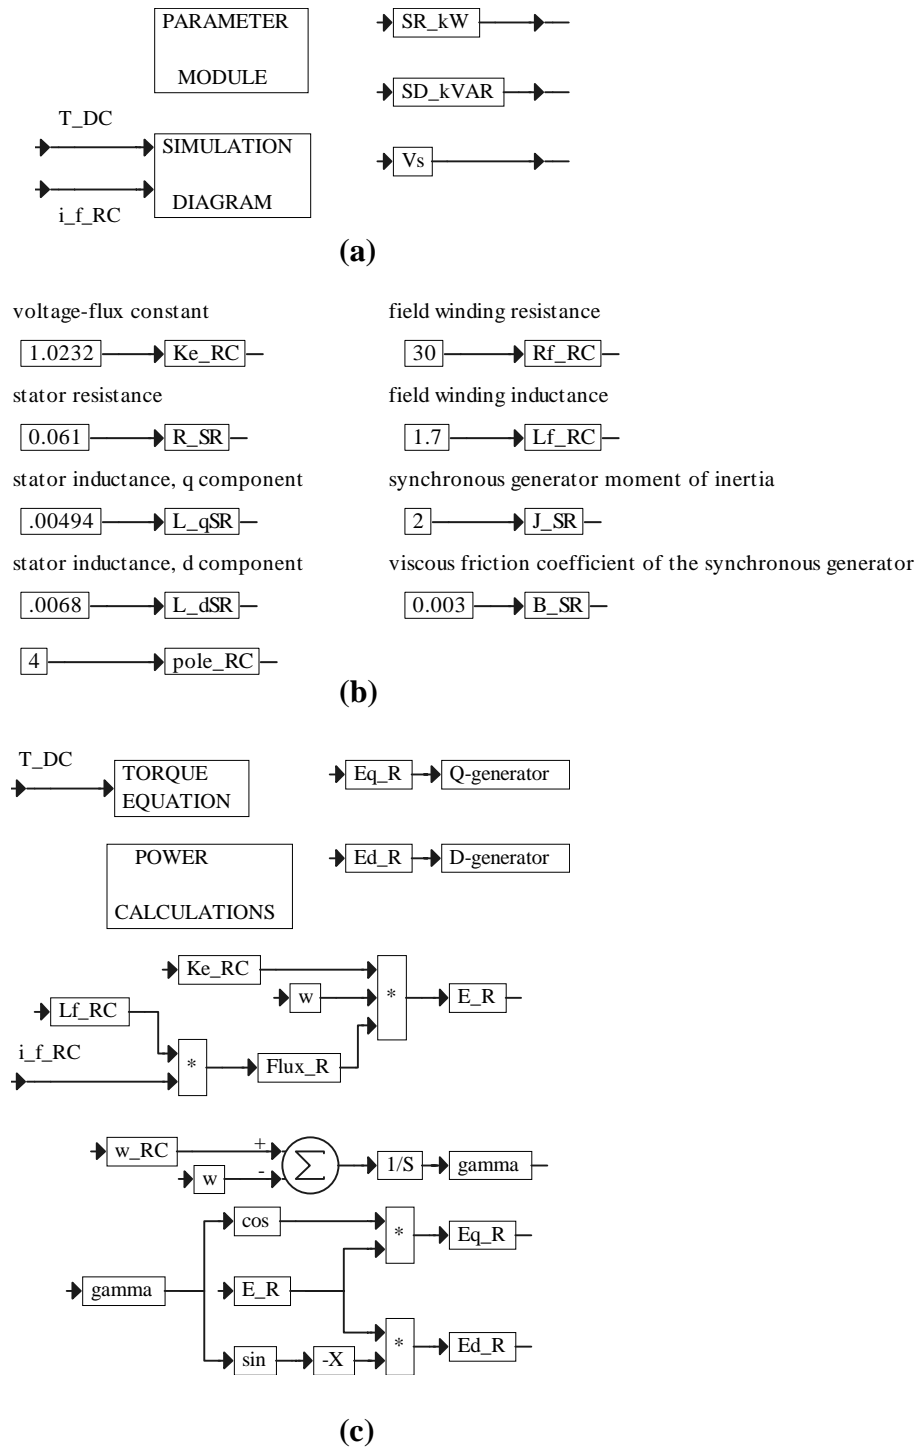 PARAMETER
MODULE
SR_kW
SD_kVAR
T_DC
SIMULATION
DIAGRAM
i_f_RC
Vs
(a)
voltage-flux constant
1.0232 Ke_RC
stator resistance
0.061 R_SR
stator inductance, q component
.00494 L_qSR
stator inductance, d component
.0068 L_dSR
4 pole_RC
field winding resistance
30 Rf_RC
field winding inductance
1.7 Lf_RC
synchronous generator moment of inertia
2 J_SR
viscous friction coefficient of the synchronous generator
0.003 B_SR
(b)
T_DC
TORQUE
EQUATION
Eq_R Q-generator
POWER
CALCULATIONS
Ed_R D-generator
Ke_RC
w * E_R
Lf_RC
i_f_RC
* Flux_R
w_RC +
w - ∑ 1/S gamma
cos * Eq_R
gamma E_R
sin -X * Ed_R
(c)